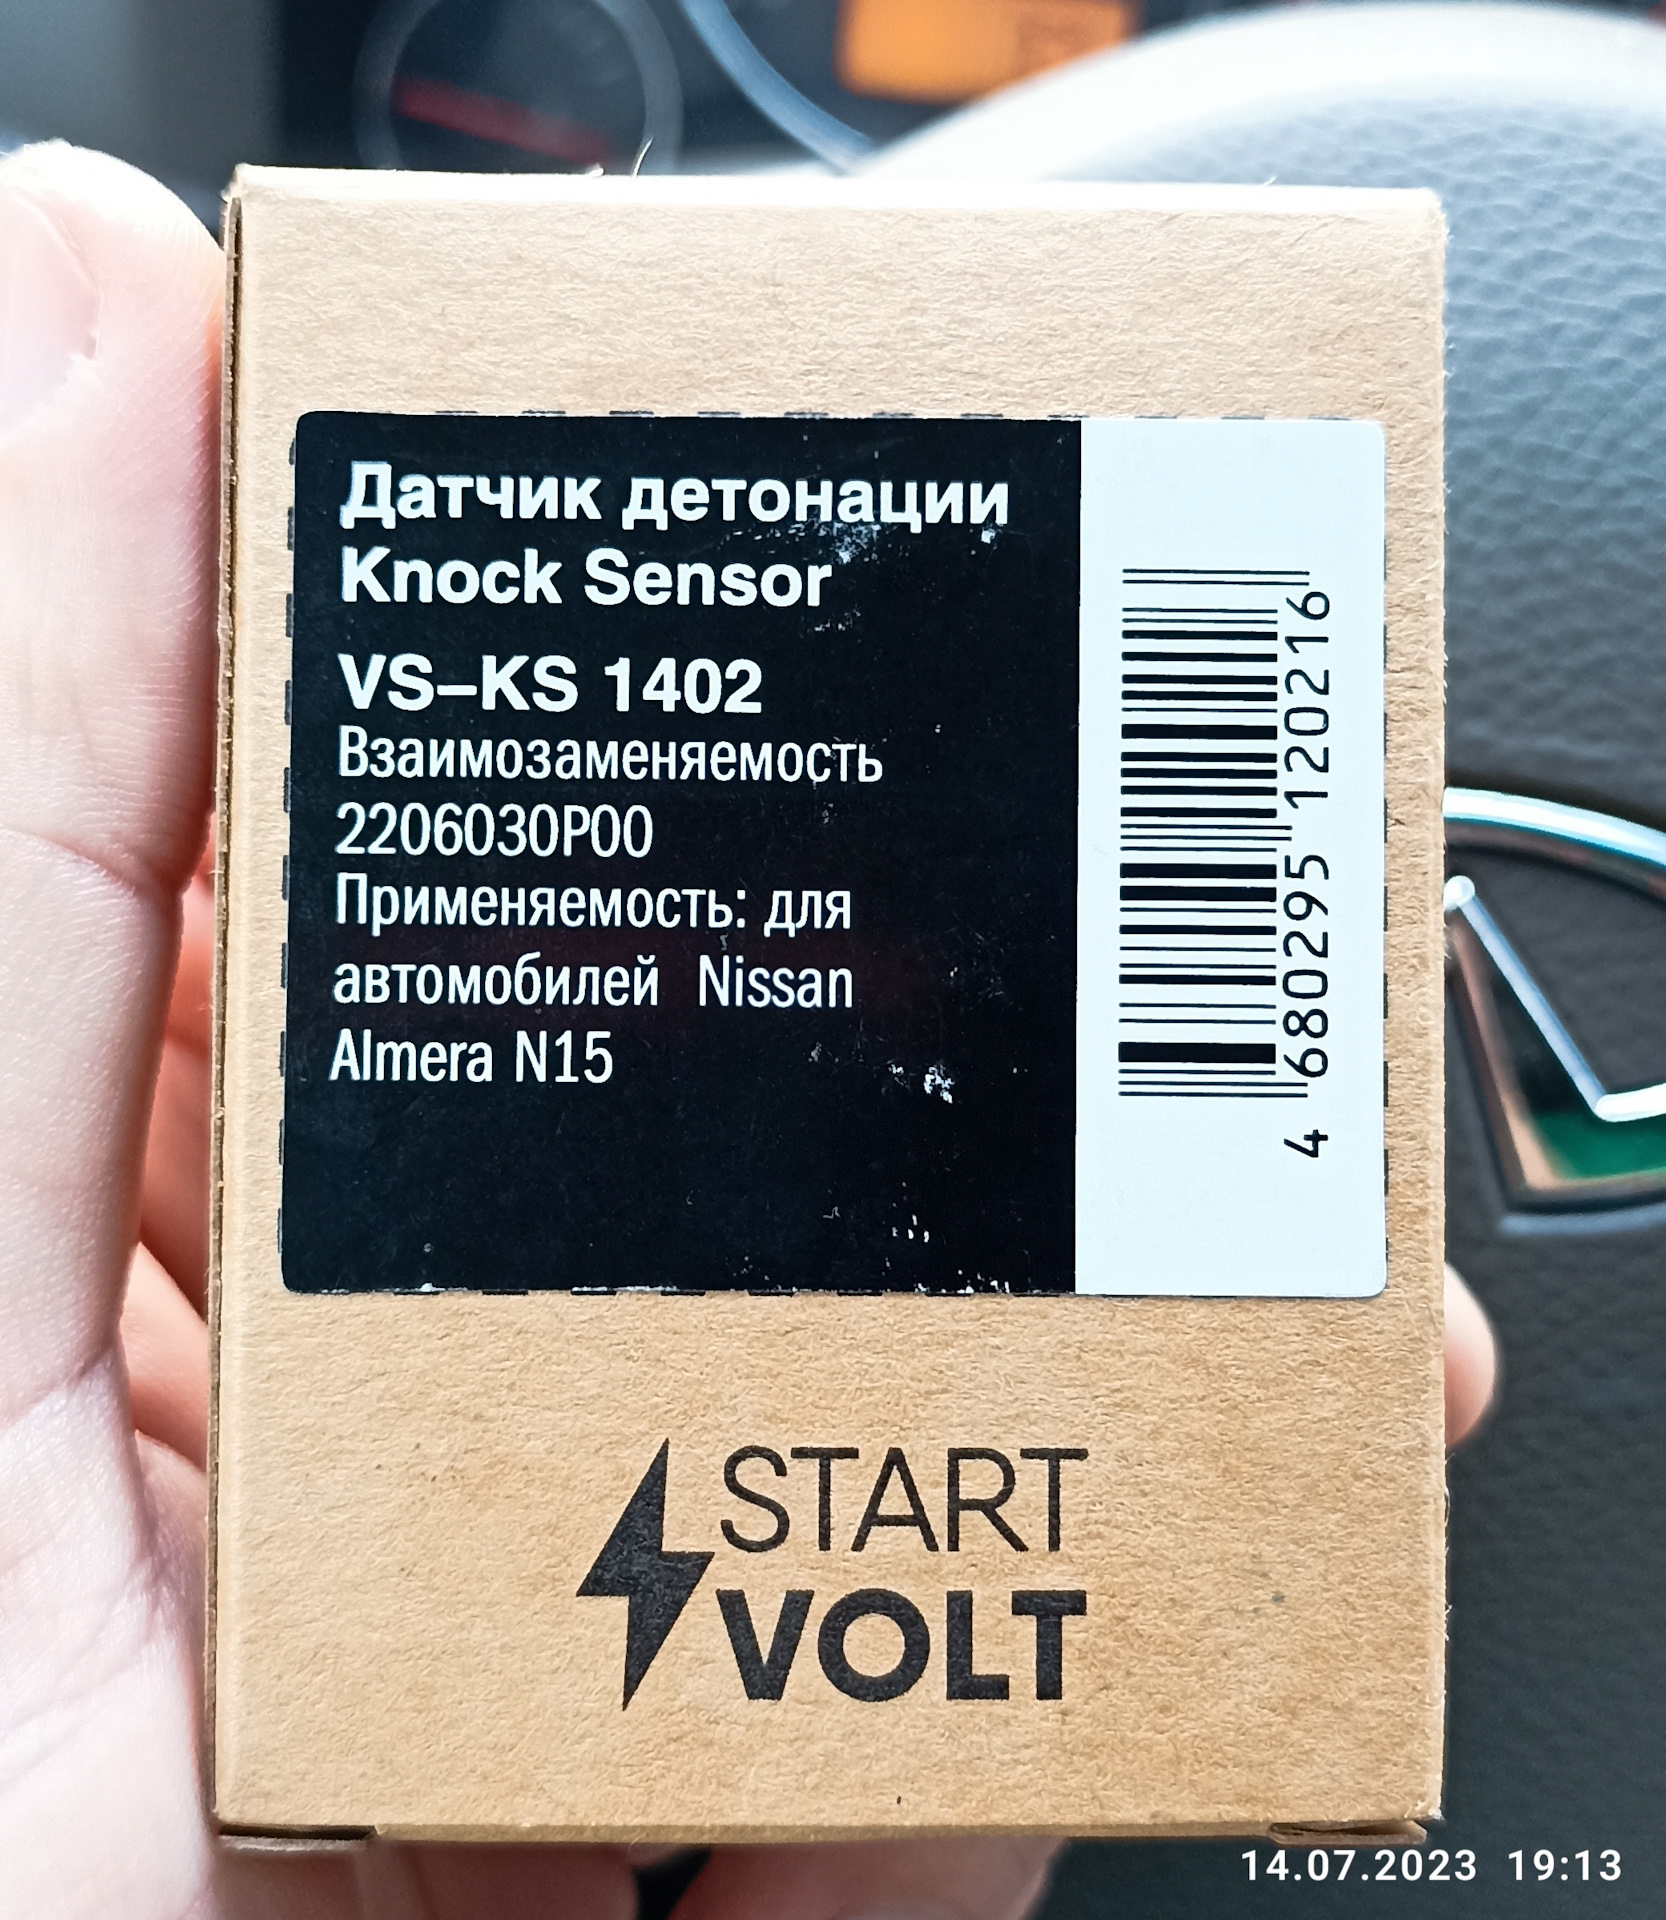 Датчик детонации
Knock Sensor
VS–KS 1402
Взаимозаменяемость
2206030P00
Применяемость: для
автомобилей Nissan
Almera N15
4 680295 120216
START
VOLT
14.07.2023 19:13